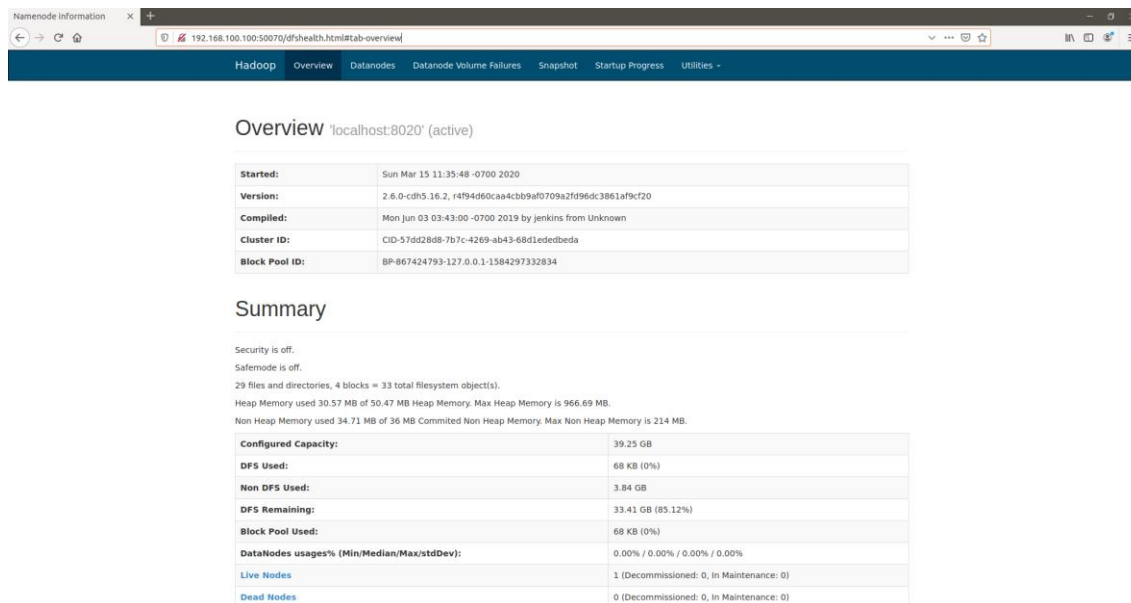 Namenode information
192.168.100.100:50070/dfshealth.html#tab-overview
Hadoop Overview Datanodes Datanode Volume Failures Snapshot Startup Progress Utilities
Overview 'localhost:8020' (active)
Started: Sun Mar 15 11:35:48 -0700 2020
Version: 2.6.0-cdh5.16.2, r4f94d60caa4cbb9af0709a2fd96dc3861af9cf20
Compiled: Mon Jun 03 03:43:00 -0700 2019 by jenkins from Unknown
Cluster ID: CID-57dd28d8-7b7c-4269-ab43-68d1ededbeda
Block Pool ID: BP-867424793-127.0.0.1-1584297332834
Summary
Security is off.
Safemode is off.
29 files and directories, 4 blocks = 33 total filesystem object(s).
Heap Memory used 30.57 MB of 50.47 MB Heap Memory. Max Heap Memory is 966.69 MB.
Non Heap Memory used 34.71 MB of 36 MB Commited Non Heap Memory. Max Non Heap Memory is 214 MB.
Configured Capacity: 39.25 GB
DFS Used: 68 KB (0%)
Non DFS Used: 3.84 GB
DFS Remaining: 33.41 GB (85.12%)
Block Pool Used: 68 KB (0%)
DataNodes usages% (Min/Median/Max/stdDev): 0.00% / 0.00% / 0.00% / 0.00%
Live Nodes 1 (Decommissioned: 0, In Maintenance: 0)
Dead Nodes 0 (Decommissioned: 0, In Maintenance: 0)